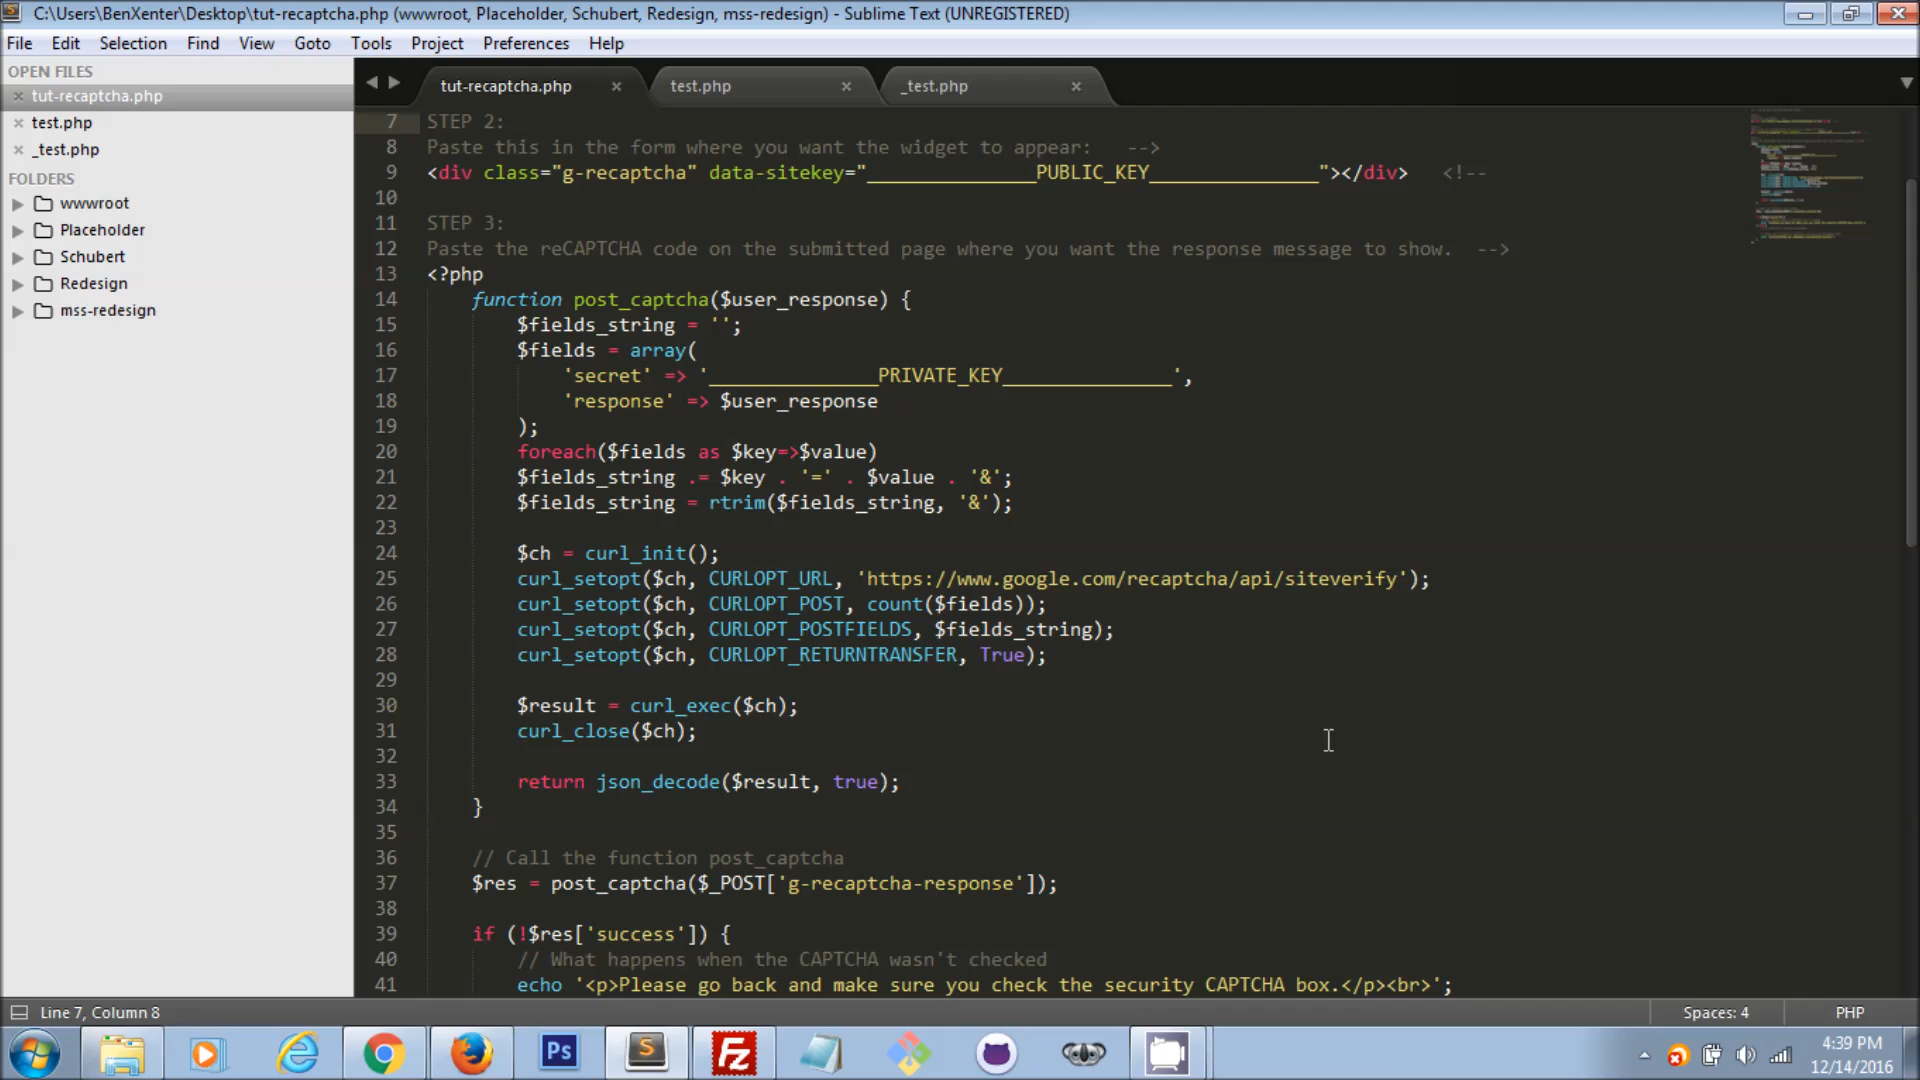 C:\Users\BenXenter\Desktop\tut-recaptcha.php (wwwroot, Placeholder, Schubert, Redesign, mss-redesign) - Sublime Text (UNREGISTERED)
File Edit Selection Find View Goto Tools Project Preferences Help
OPEN FILES
tut-recaptcha.php
test.php
_test.php
FOLDERS
wwwroot
Placeholder
Schubert
Redesign
mss-redesign
tut-recaptcha.php test.php _test.php
7 STEP 2:
8 Paste this in the form where you want the widget to appear: -->
9 <div class="g-recaptcha" data-sitekey="_______________PUBLIC_KEY_______________"></div> <!--
10
11 STEP 3:
12 Paste the reCAPTCHA code on the submitted page where you want the response message to show. -->
13 <?php
14 function post_captcha($user_response) {
15 $fields_string = '';
16 $fields = array(
17 'secret' => '_______________PRIVATE_KEY_______________',
18 'response' => $user_response
19 );
20 foreach($fields as $key=>$value)
21 $fields_string .= $key . '=' . $value . '&';
22 $fields_string = rtrim($fields_string, '&');
23
24 $ch = curl_init();
25 curl_setopt($ch, CURLOPT_URL, 'https://www.google.com/recaptcha/api/siteverify');
26 curl_setopt($ch, CURLOPT_POST, count($fields));
27 curl_setopt($ch, CURLOPT_POSTFIELDS, $fields_string);
28 curl_setopt($ch, CURLOPT_RETURNTRANSFER, True);
29
30 $result = curl_exec($ch);
31 curl_close($ch);
32
33 return json_decode($result, true);
34 }
35
36 // Call the function post_captcha
37 $res = post_captcha($_POST['g-recaptcha-response']);
38
39 if (!$res['success']) {
40 // What happens when the CAPTCHA wasn't checked
41 echo '<p>Please go back and make sure you check the security CAPTCHA box.</p><br>';
Line 7, Column 8 Spaces: 4 PHP
Ps S Fz
4:39 PM
12/14/2016